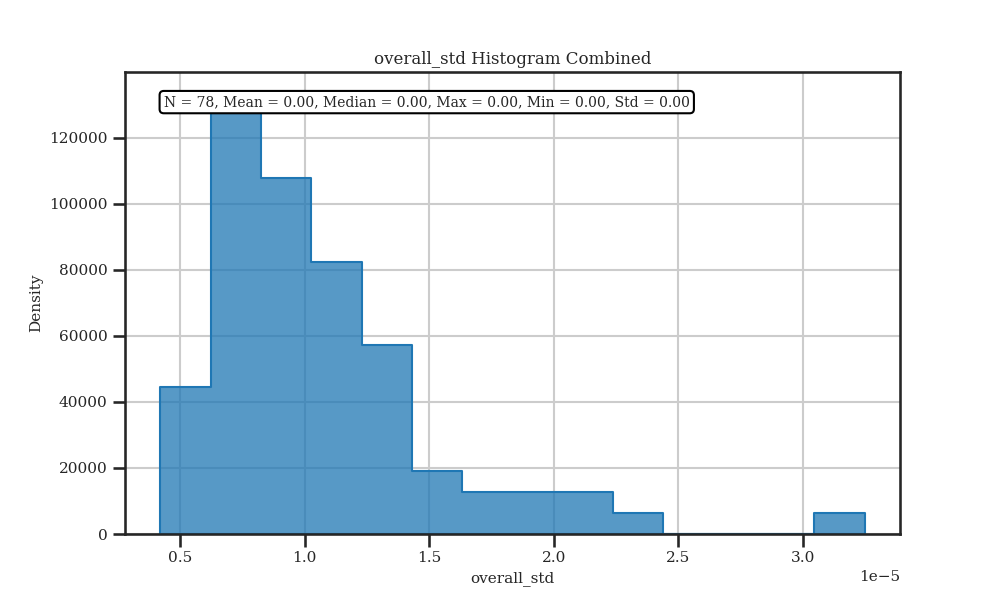 overall_std Histogram Combined
N = 78, Mean = 0.00, Median = 0.00, Max = 0.00, Min = 0.00, Std = 0.00
120000
100000
80000
60000
40000
20000
0
Density
0.5 1.0 1.5 2.0 2.5 3.0
1e−5
overall_std